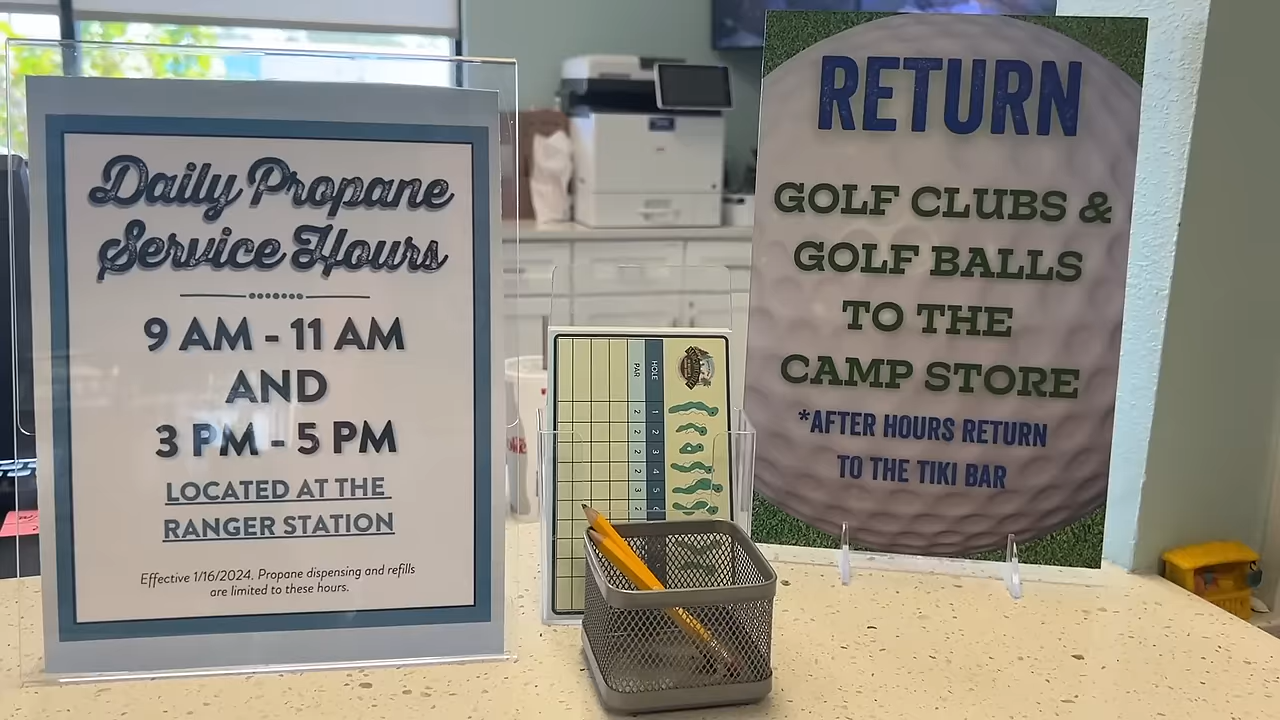 Daily Propane
Service Hours
9 AM - 11 AM
AND
3 PM - 5 PM
LOCATED AT THE
RANGER STATION
Effective 1/16/2024. Propane dispensing and refills
are limited to these hours.
PAR HOLE
2 1
2 2
2 3
2 4
3 5
2 6
RETURN
GOLF CLUBS &
GOLF BALLS
TO THE
CAMP STORE
*AFTER HOURS RETURN
TO THE TIKI BAR